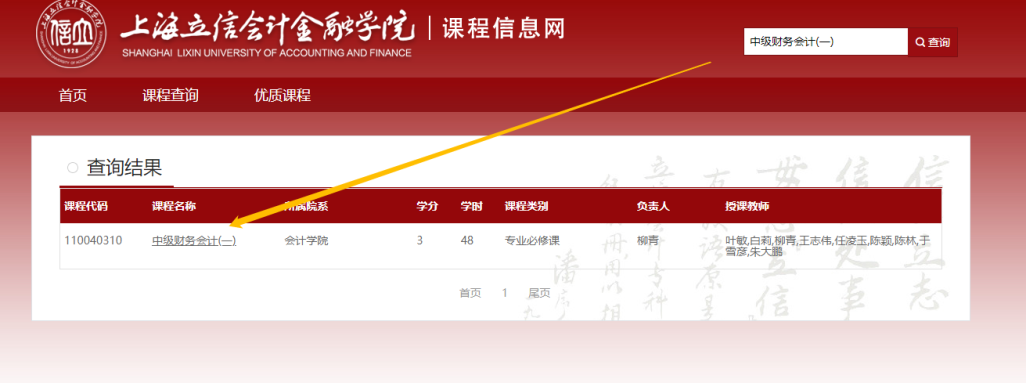 上海立信会计金融学院 课程信息网
SHANGHAI LIXIN UNIVERSITY OF ACCOUNTING AND FINANCE
1928
中级财务会计(一) 查询
首页 课程查询 优质课程
查询结果
课程代码 课程名称 所属院系 学分 学时 课程类别 负责人 授课教师
110040310 中级财务会计(一) 会计学院 3 48 专业必修课 柳青 叶敏,白莉,柳青,王志伟,任凌玉,陈颖,陈林,于
雪彦,朱大鹏
首页 1 尾页